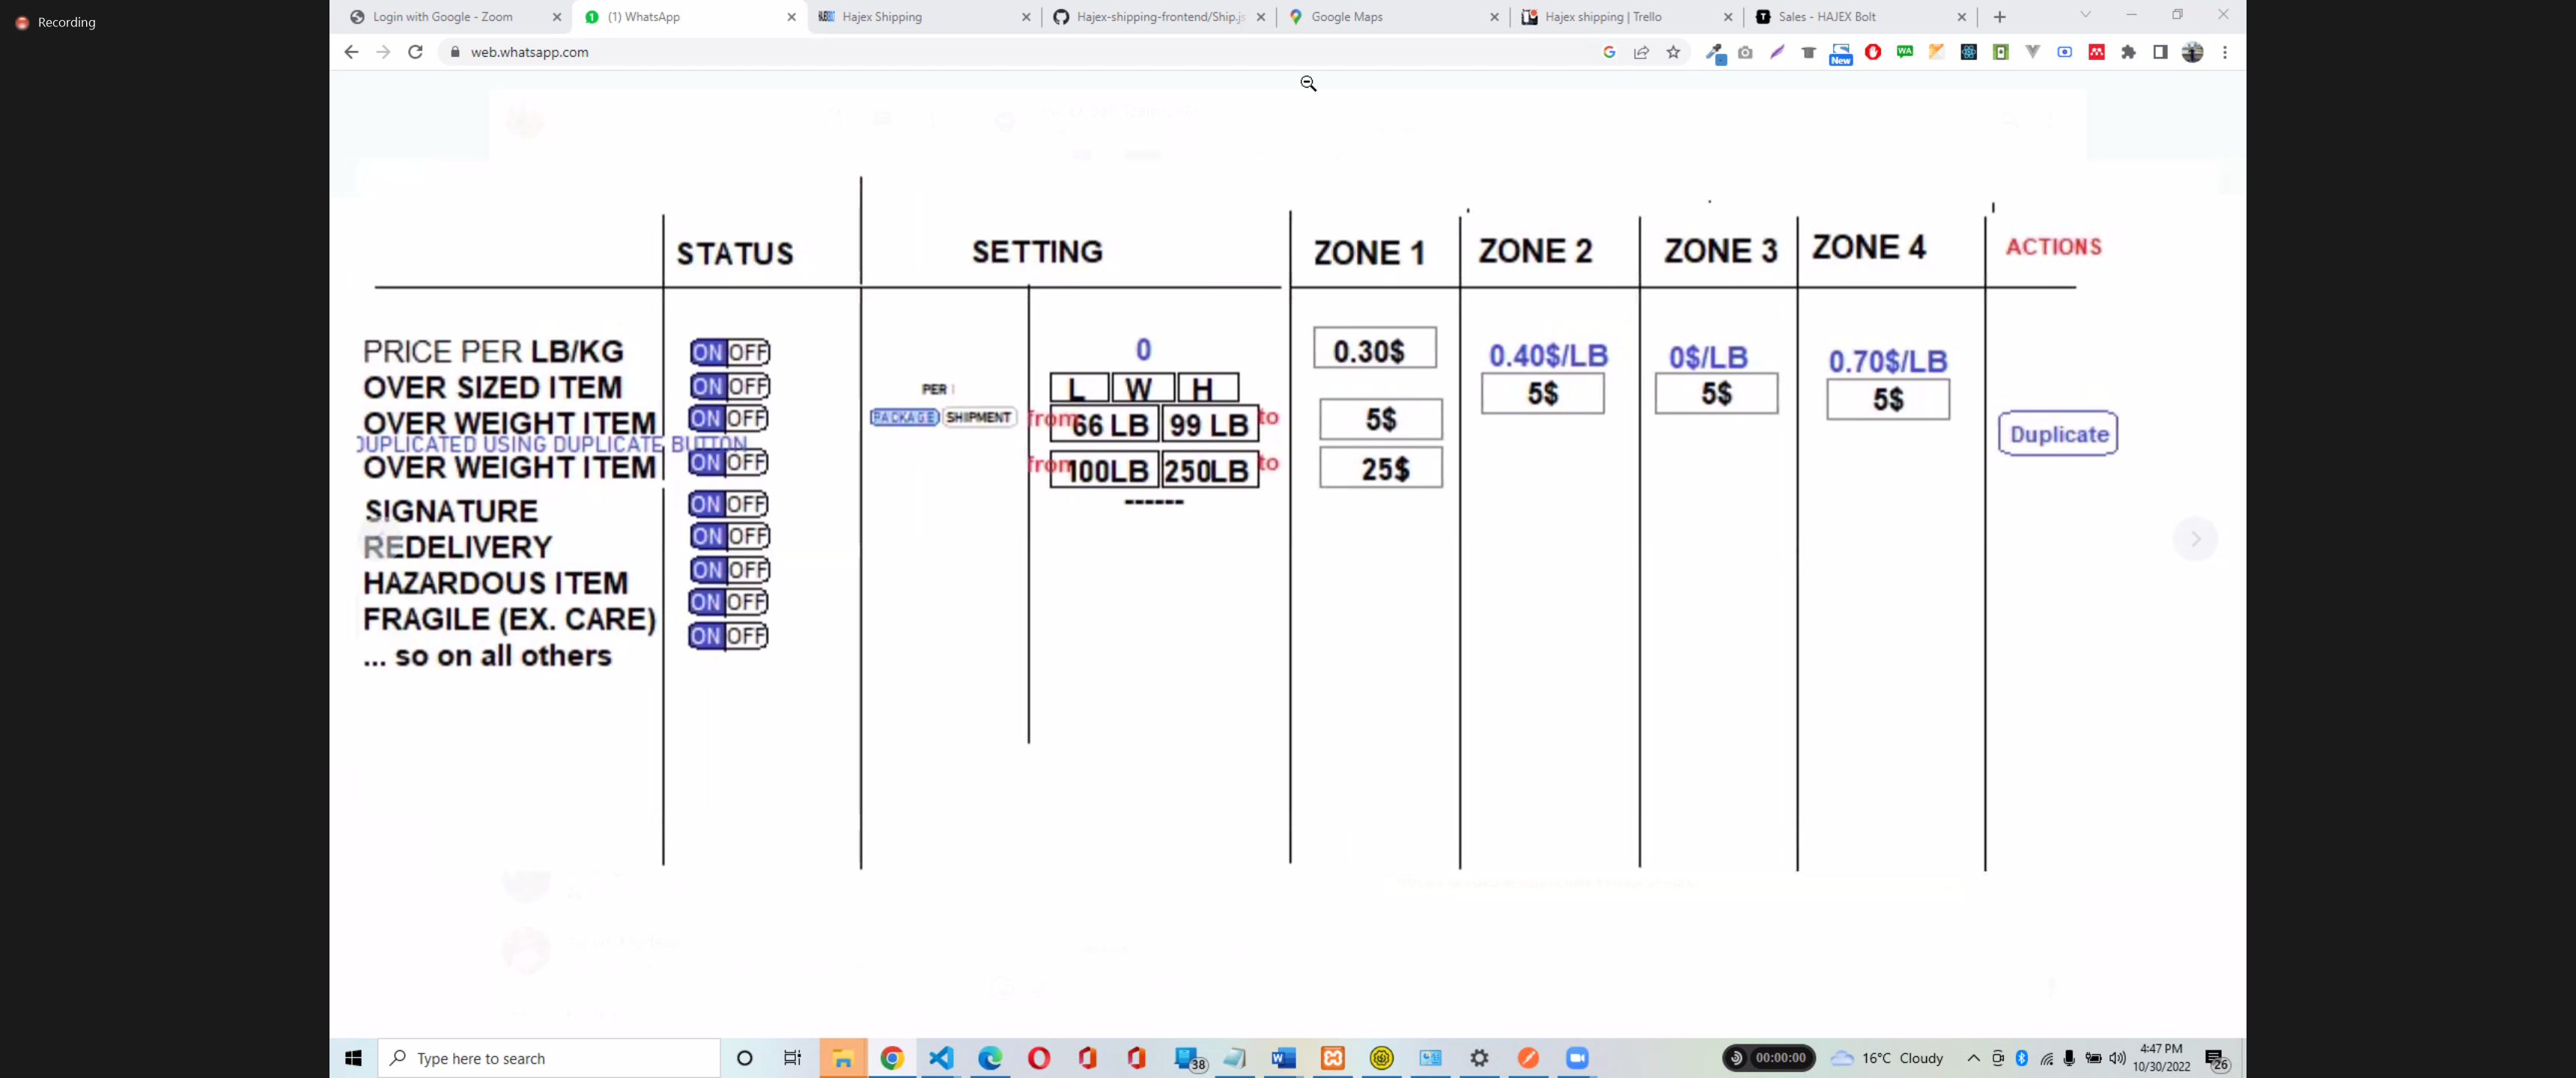 Recording
Login with Google - Zoom
(1) WhatsApp
Hajex Shipping
Hajex-shipping-frontend/Ship.js
Google Maps
Hajex shipping | Trello
Sales - HAJEX Bolt
web.whatsapp.com
New
STATUS SETTING ZONE 1 ZONE 2 ZONE 3 ZONE 4 ACTIONS
PRICE PER LB/KG ON OFF 0 0.30$ 0.40$/LB 0$/LB 0.70$/LB
OVER SIZED ITEM ON OFF PER L W H 5$ 5$ 5$
OVER WEIGHT ITEM ON OFF PACKAGE SHIIPMENT from 66 LB 99 LB to 5$
DUPLICATED USING DUPLICATE BUTTON Duplicate
OVER WEIGHT ITEM ON OFF from 100LB 250LB to 25$
SIGNATURE ON OFF ------
REDELIVERY ON OFF
HAZARDOUS ITEM ON OFF
FRAGILE (EX. CARE) ON OFF
... so on all others ON OFF
Type here to search
38
00:00:00
16°C Cloudy
4:47 PM
10/30/2022
26